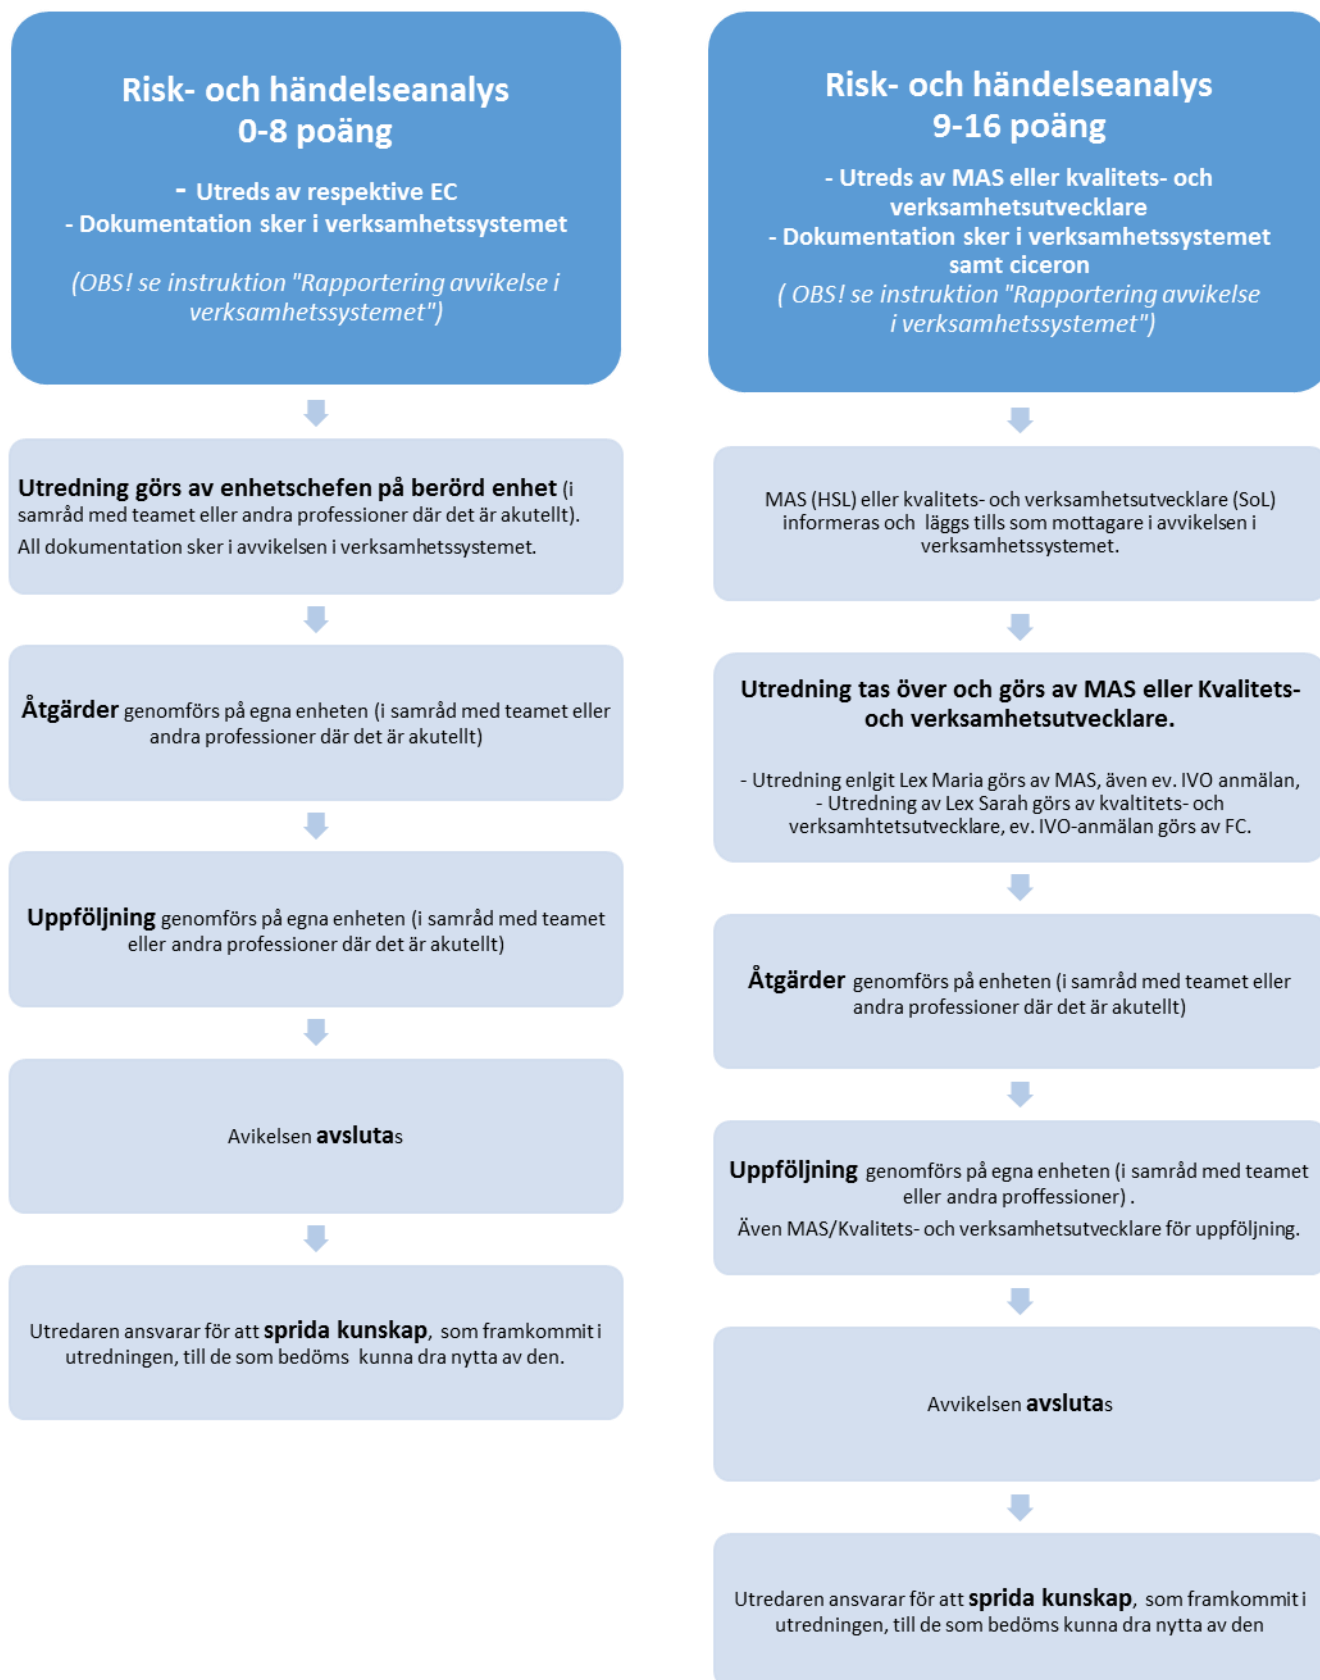 Risk- och händelseanalys
0-8 poäng
- Utreds av respektive EC
- Dokumentation sker i verksamhetssystemet
(OBS! se instruktion "Rapportering avvikelse i
verksamhetssystemet")
Utredning görs av enhetschefen på berörd enhet (i
samråd med teamet eller andra professioner där det är akutellt).
All dokumentation sker i avvikelsen i verksamhetssystemet.
Åtgärder genomförs på egna enheten (i samråd med teamet eller
andra professioner där det är akutellt)
Uppföljning genomförs på egna enheten (i samråd med teamet
eller andra professioner där det är akutellt)
Avikelsen avslutas
Utredaren ansvarar för att sprida kunskap, som framkommit i
utredningen, till de som bedöms kunna dra nytta av den.
Risk- och händelseanalys
9-16 poäng
- Utreds av MAS eller kvalitets- och
verksamhetsutvecklare
- Dokumentation sker i verksamhetssystemet
samt ciceron
( OBS! se instruktion "Rapportering avvikelse
i verksamhetssystemet")
MAS (HSL) eller kvalitets- och verksamhetsutvecklare (SoL)
informeras och läggs tills som mottagare i avvikelsen i
verksamhetssystemet.
Utredning tas över och görs av MAS eller Kvalitets-
och verksamhetsutvecklare.
- Utredning enlgit Lex Maria görs av MAS, även ev. IVO anmälan,
- Utredning av Lex Sarah görs av kvaltitets- och
verksamhtetsutvecklare, ev. IVO-anmälan görs av FC.
Åtgärder genomförs på enheten (i samråd med teamet eller
andra professioner där det är akutellt)
Uppföljning genomförs på egna enheten (i samråd med teamet
eller andra proffessioner) .
Även MAS/Kvalitets- och verksamhetsutvecklare för uppföljning.
Avvikelsen avslutas
Utredaren ansvarar för att sprida kunskap, som framkommit i
utredningen, till de som bedöms kunna dra nytta av den